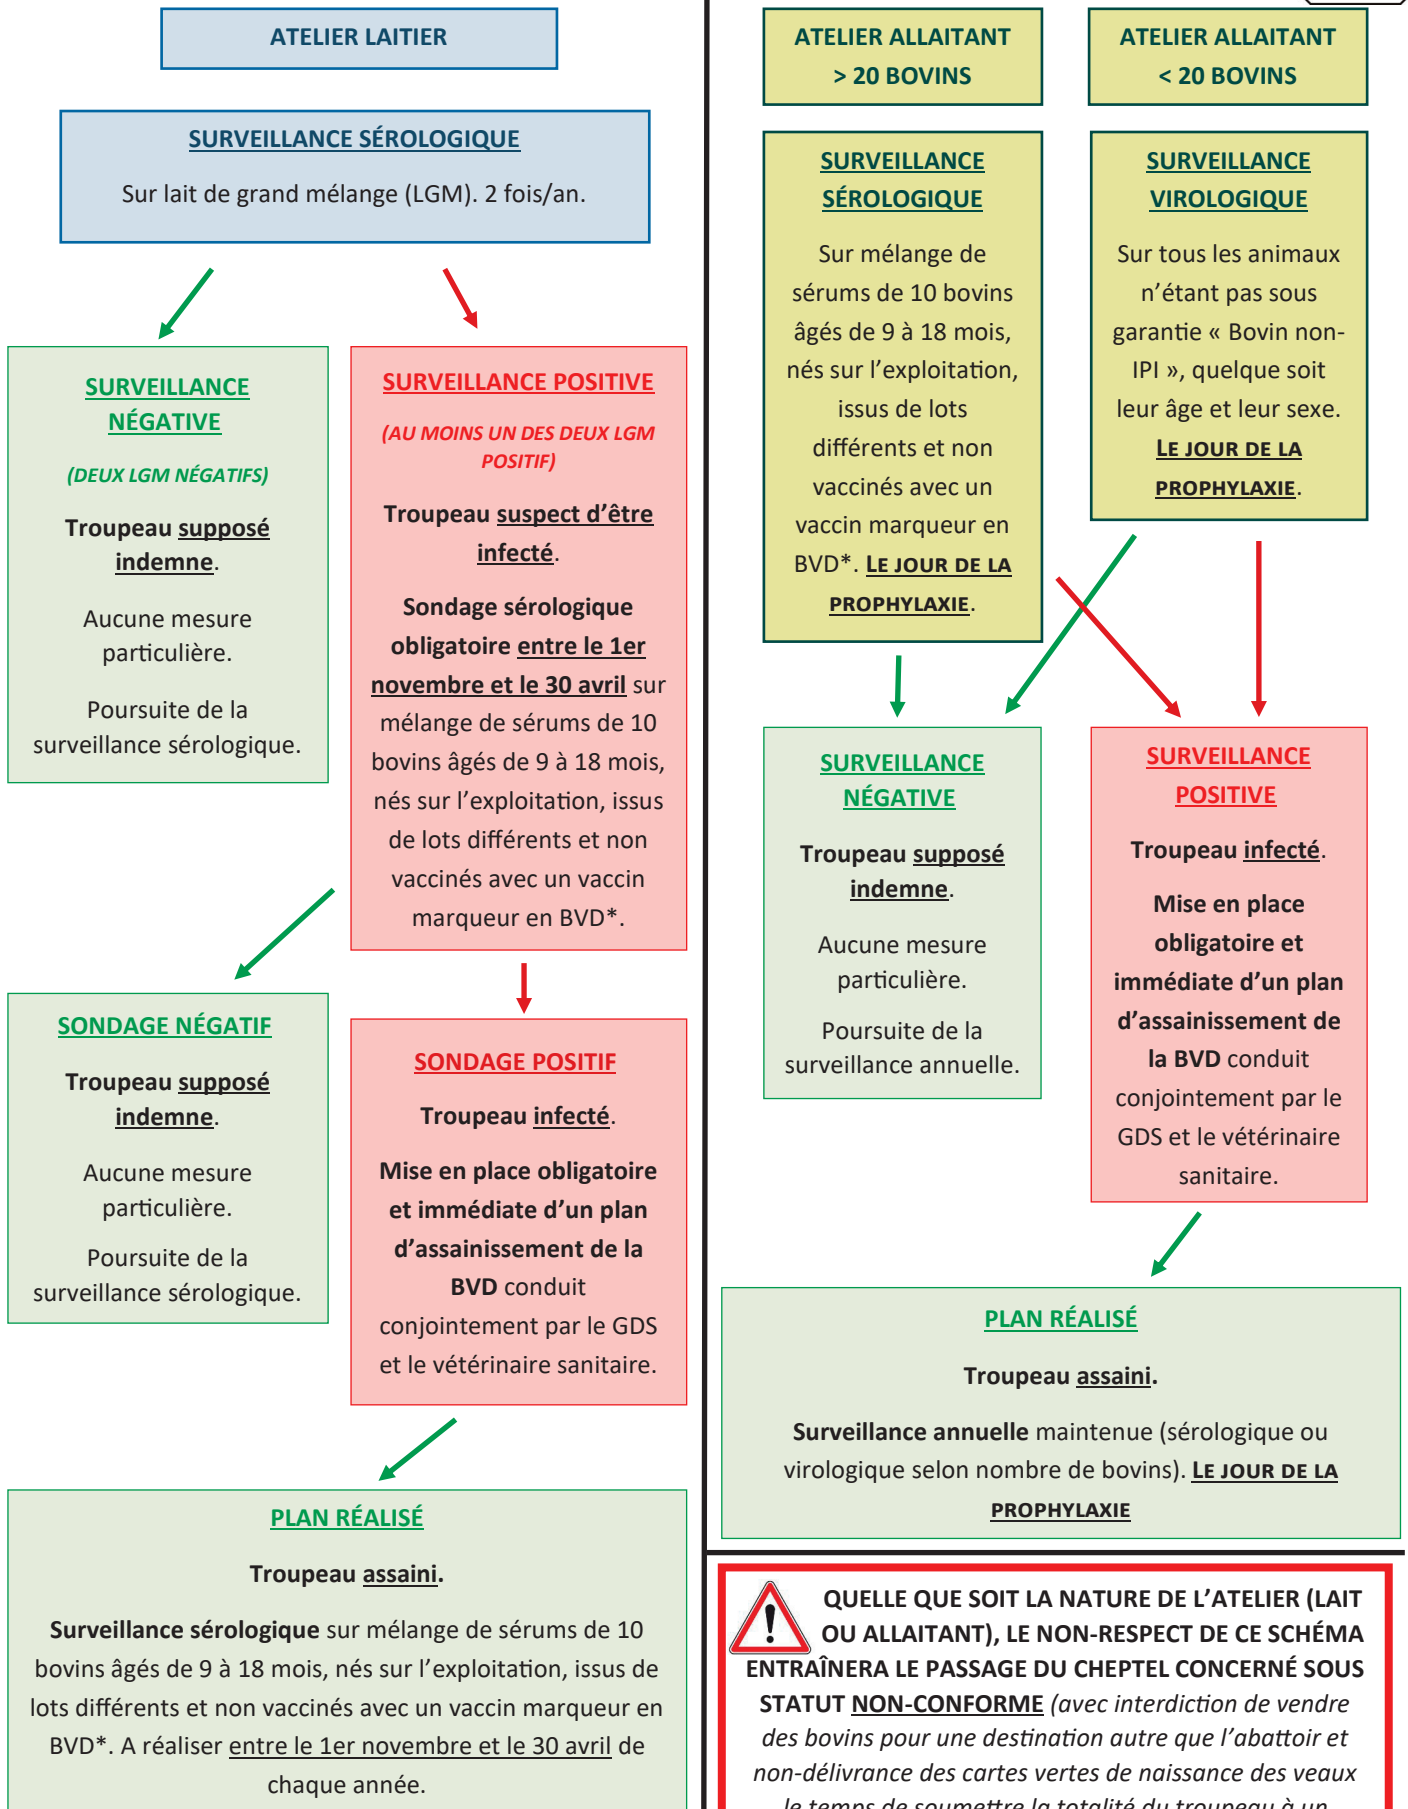 ATELIER LAITIER
SURVEILLANCE SÉROLOGIQUE
Sur lait de grand mélange (LGM). 2 fois/an.
SURVEILLANCE
NÉGATIVE
(DEUX LGM NÉGATIFS)
Troupeau supposé
indemne.
Aucune mesure
particulière.
Poursuite de la
surveillance sérologique.
SURVEILLANCE POSITIVE
(AU MOINS UN DES DEUX LGM
POSITIF)
Troupeau suspect d’être
infecté.
Sondage sérologique
obligatoire entre le 1er
novembre et le 30 avril sur
mélange de sérums de 10
bovins âgés de 9 à 18 mois,
nés sur l’exploitation, issus
de lots différents et non
vaccinés avec un vaccin
marqueur en BVD*.
SONDAGE NÉGATIF
Troupeau supposé
indemne.
Aucune mesure
particulière.
Poursuite de la
surveillance sérologique.
SONDAGE POSITIF
Troupeau infecté.
Mise en place obligatoire
et immédiate d’un plan
d’assainissement de la
BVD conduit
conjointement par le GDS
et le vétérinaire sanitaire.
PLAN RÉALISÉ
Troupeau assaini.
Surveillance sérologique sur mélange de sérums de 10
bovins âgés de 9 à 18 mois, nés sur l’exploitation, issus de
lots différents et non vaccinés avec un vaccin marqueur en
BVD*. A réaliser entre le 1er novembre et le 30 avril de
chaque année.
ATELIER ALLAITANT
> 20 BOVINS
ATELIER ALLAITANT
< 20 BOVINS
SURVEILLANCE
SÉROLOGIQUE
Sur mélange de
sérums de 10 bovins
âgés de 9 à 18 mois,
nés sur l’exploitation,
issus de lots
différents et non
vaccinés avec un
vaccin marqueur en
BVD*. LE JOUR DE LA
PROPHYLAXIE.
SURVEILLANCE
VIROLOGIQUE
Sur tous les animaux
n’étant pas sous
garantie « Bovin non-
IPI », quelque soit
leur âge et leur sexe.
LE JOUR DE LA
PROPHYLAXIE.
SURVEILLANCE
NÉGATIVE
Troupeau supposé
indemne.
Aucune mesure
particulière.
Poursuite de la
surveillance annuelle.
SURVEILLANCE
POSITIVE
Troupeau infecté.
Mise en place
obligatoire et
immédiate d’un plan
d’assainissement de
la BVD conduit
conjointement par le
GDS et le vétérinaire
sanitaire.
PLAN RÉALISÉ
Troupeau assaini.
Surveillance annuelle maintenue (sérologique ou
virologique selon nombre de bovins). LE JOUR DE LA
PROPHYLAXIE
QUELLE QUE SOIT LA NATURE DE L’ATELIER (LAIT
OU ALLAITANT), LE NON-RESPECT DE CE SCHÉMA
ENTRAÎNERA LE PASSAGE DU CHEPTEL CONCERNÉ SOUS
STATUT NON-CONFORME (avec interdiction de vendre
des bovins pour une destination autre que l’abattoir et
non-délivrance des cartes vertes de naissance des veaux
le temps de soumettre la totalité du troupeau à un